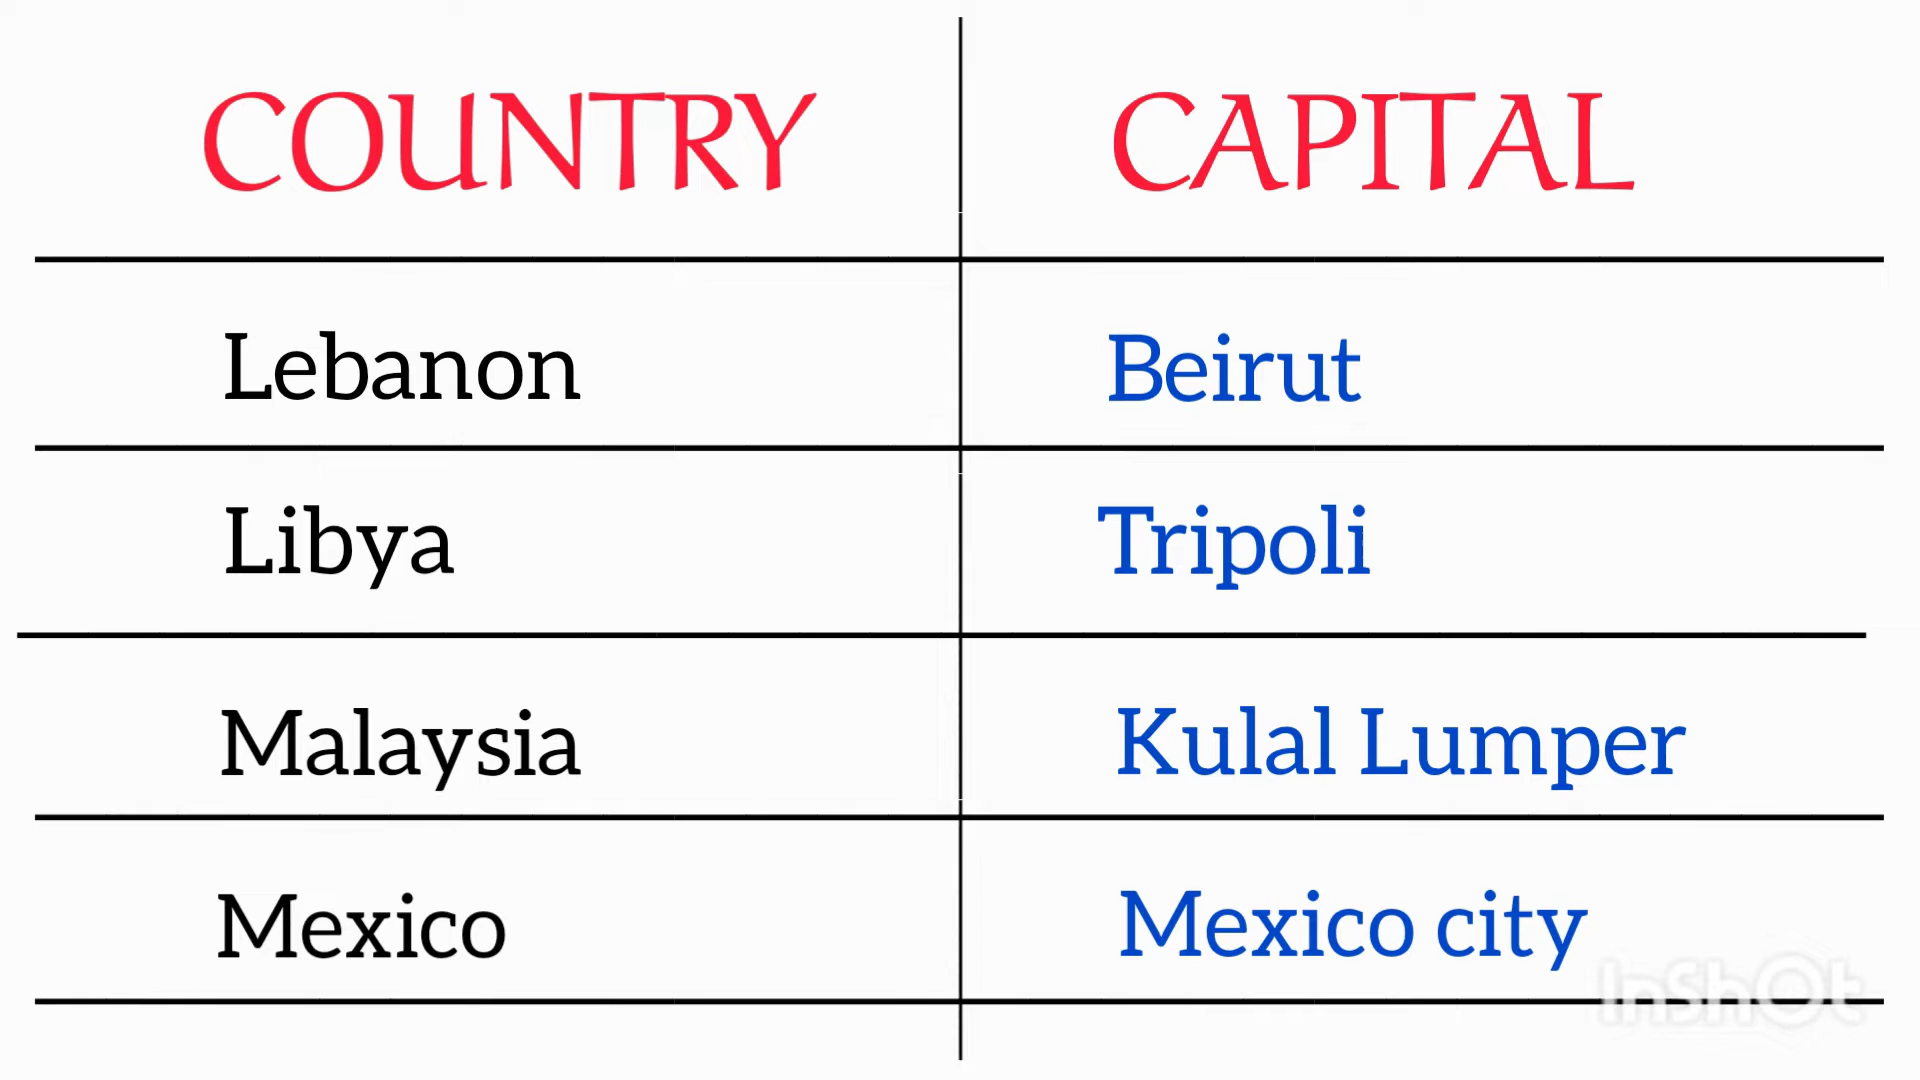 COUNTRY CAPITAL
Lebanon Beirut
Libya Tripoli
Malaysia Kulal Lumper
Mexico Mexico city
InShOt